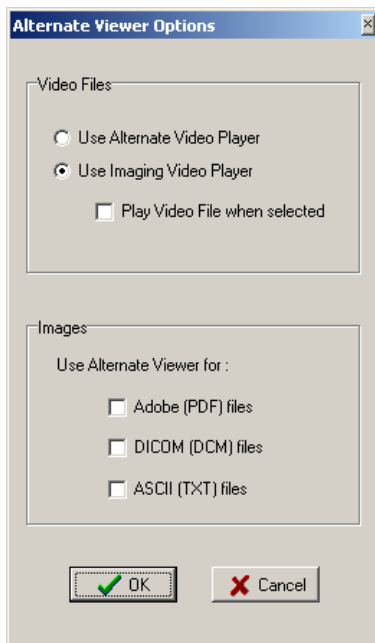 Alternate Viewer Options
Video Files
Use Alternate Video Player
Use Imaging Video Player
Play Video File when selected
Images
Use Alternate Viewer for :
Adobe (PDF) files
DICOM (DCM) files
ASCII (TXT) files
OK
Cancel